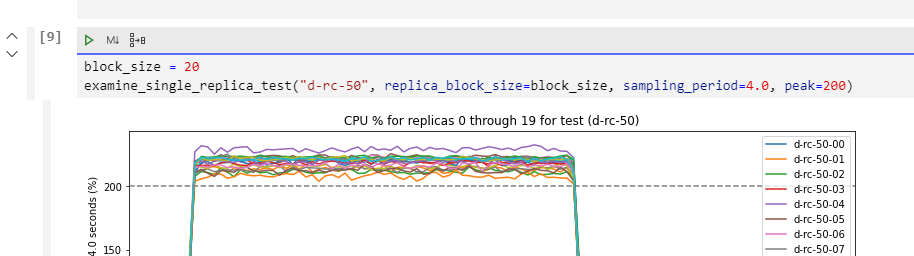 [9]
M↓
block_size = 20
examine_single_replica_test("d-rc-50", replica_block_size=block_size, sampling_period=4.0, peak=200)
CPU % for replicas 0 through 19 for test (d-rc-50)
200
150
4.0 seconds (%)
d-rc-50-00
d-rc-50-01
d-rc-50-02
d-rc-50-03
d-rc-50-04
d-rc-50-05
d-rc-50-06
d-rc-50-07